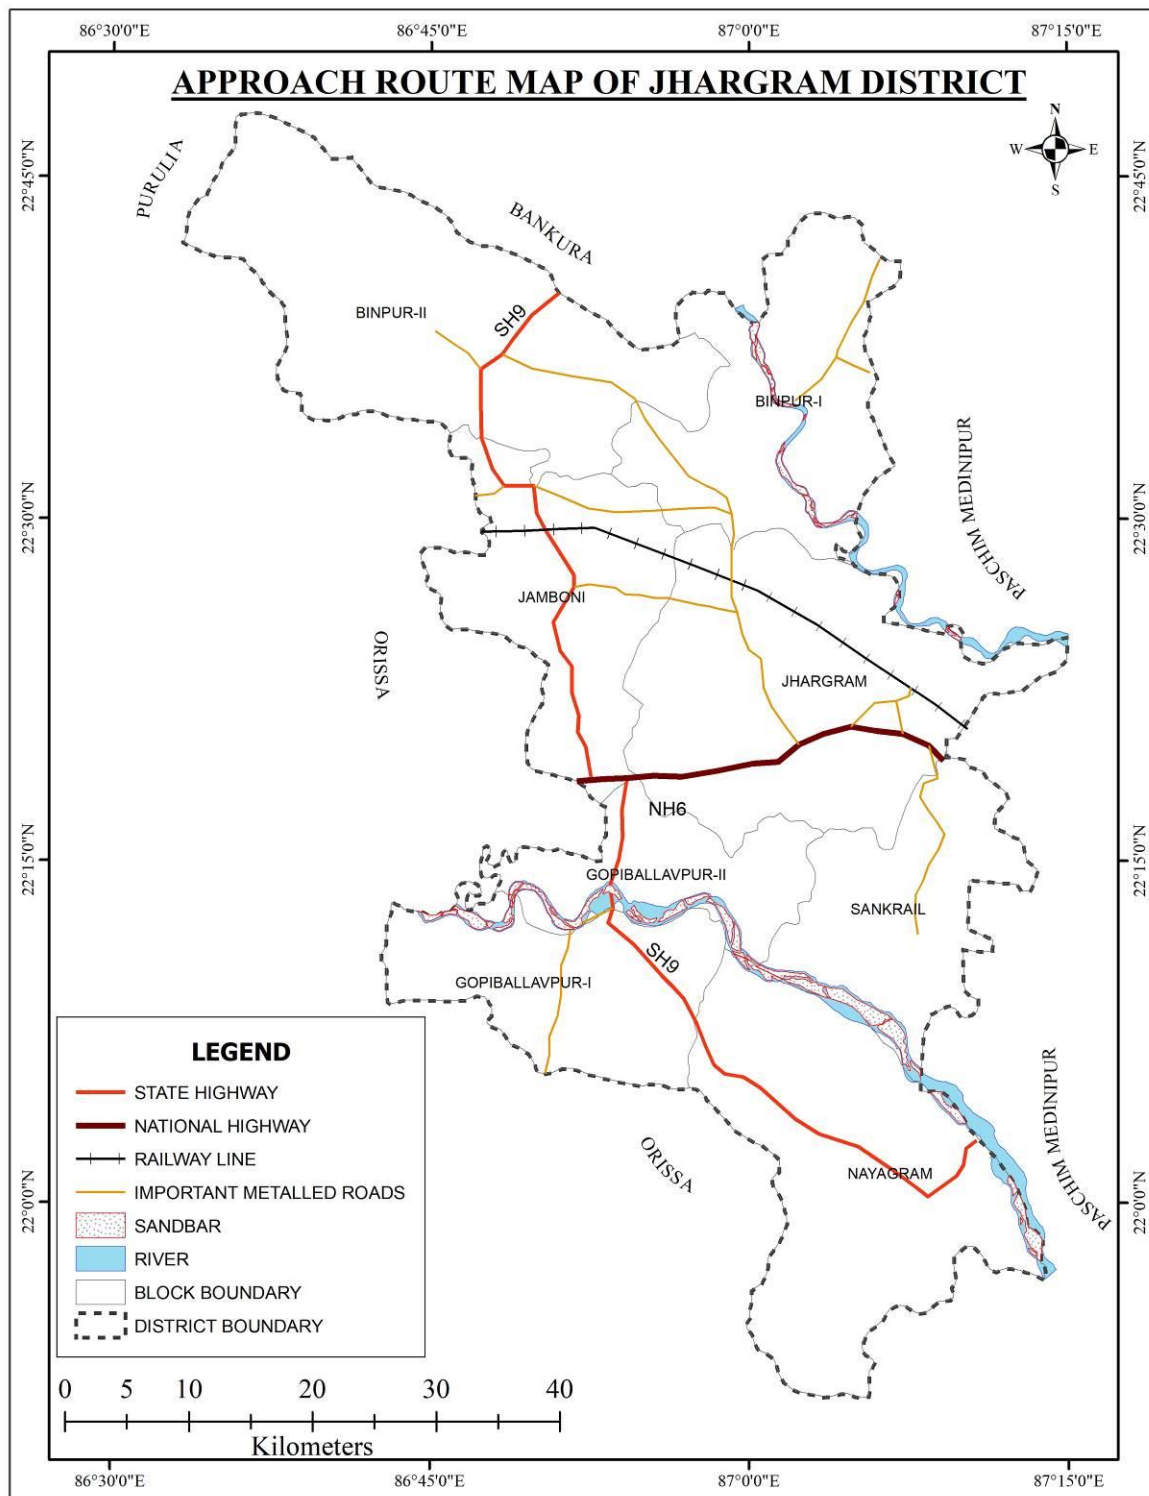 86°30'0"E
86°45'0"E
87°0'0"E
87°15'0"E
APPROACH ROUTE MAP OF JHARGRAM DISTRICT
N
W
E
S
22°45'0"N
22°45'0"N
PURULIA
BANKURA
BINPUR-II
SH9
BINPUR-I
PASCHIM MEDINIPUR
22°30'0"N
22°30'0"N
JAMBONI
ORISSA
JHARGRAM
NH6
22°15'0"N
22°15'0"N
GOPIBALLAVPUR-II
SANKRAIL
SH9
GOPIBALLAVPUR-I
PASCHIM MEDINIPUR
ORISSA
NAYAGRAM
22°0'0"N
22°0'0"N
LEGEND
STATE HIGHWAY
NATIONAL HIGHWAY
RAILWAY LINE
IMPORTANT METALLED ROADS
SANDBAR
RIVER
BLOCK BOUNDARY
DISTRICT BOUNDARY
0 5 10 20 30 40
Kilometers
86°30'0"E
86°45'0"E
87°0'0"E
87°15'0"E